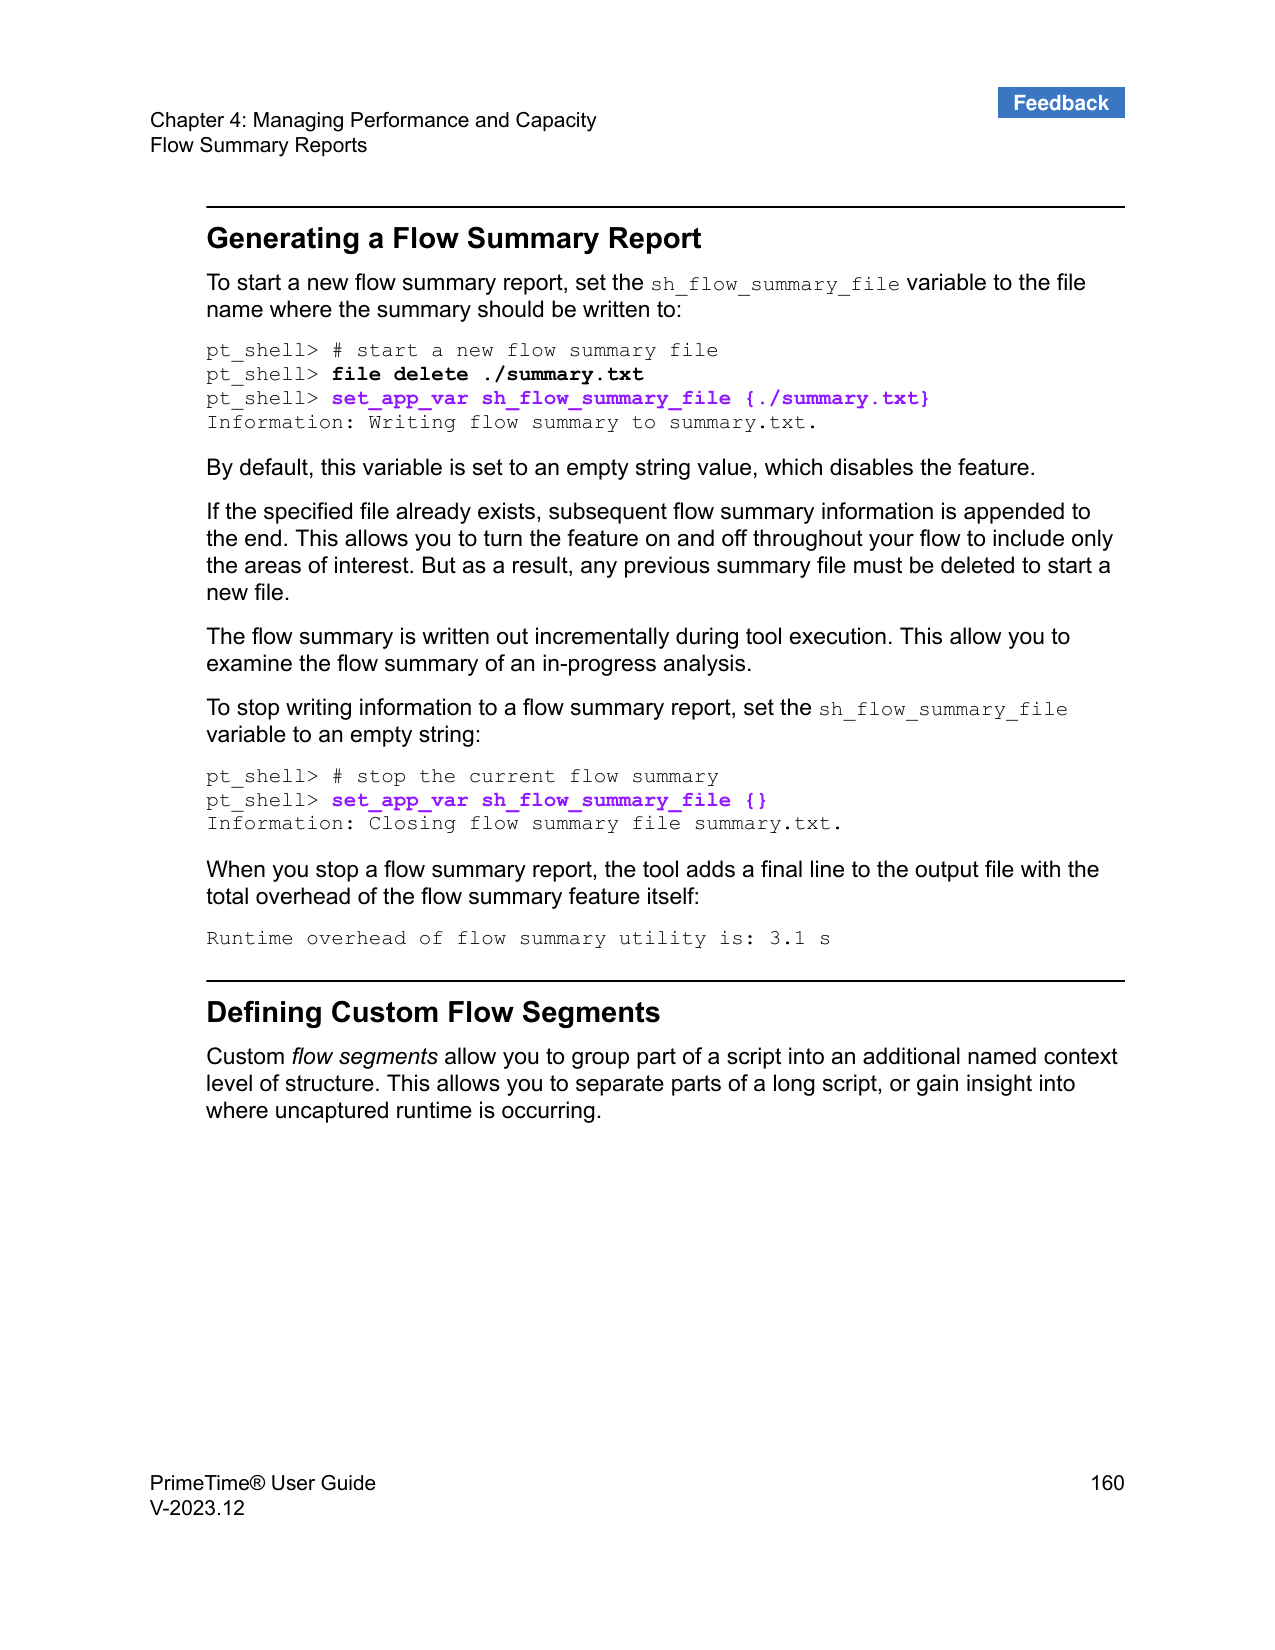 Feedback
Chapter 4: Managing Performance and Capacity
Flow Summary Reports
Generating a Flow Summary Report
To start a new flow summary report, set the sh_flow_summary_file variable to the file
name where the summary should be written to:
pt_shell> # start a new flow summary file
pt_shell> file delete ./summary.txt
pt_shell> set_app_var sh_flow_summary_file {./summary.txt}
Information: Writing flow summary to summary.txt.
By default, this variable is set to an empty string value, which disables the feature.
If the specified file already exists, subsequent flow summary information is appended to
the end. This allows you to turn the feature on and off throughout your flow to include only
the areas of interest. But as a result, any previous summary file must be deleted to start a
new file.
The flow summary is written out incrementally during tool execution. This allow you to
examine the flow summary of an in-progress analysis.
To stop writing information to a flow summary report, set the sh_flow_summary_file
variable to an empty string:
pt_shell> # stop the current flow summary
pt_shell> set_app_var sh_flow_summary_file {}
Information: Closing flow summary file summary.txt.
When you stop a flow summary report, the tool adds a final line to the output file with the
total overhead of the flow summary feature itself:
Runtime overhead of flow summary utility is: 3.1 s
Defining Custom Flow Segments
Custom flow segments allow you to group part of a script into an additional named context
level of structure. This allows you to separate parts of a long script, or gain insight into
where uncaptured runtime is occurring.
PrimeTime® User Guide 160
V-2023.12